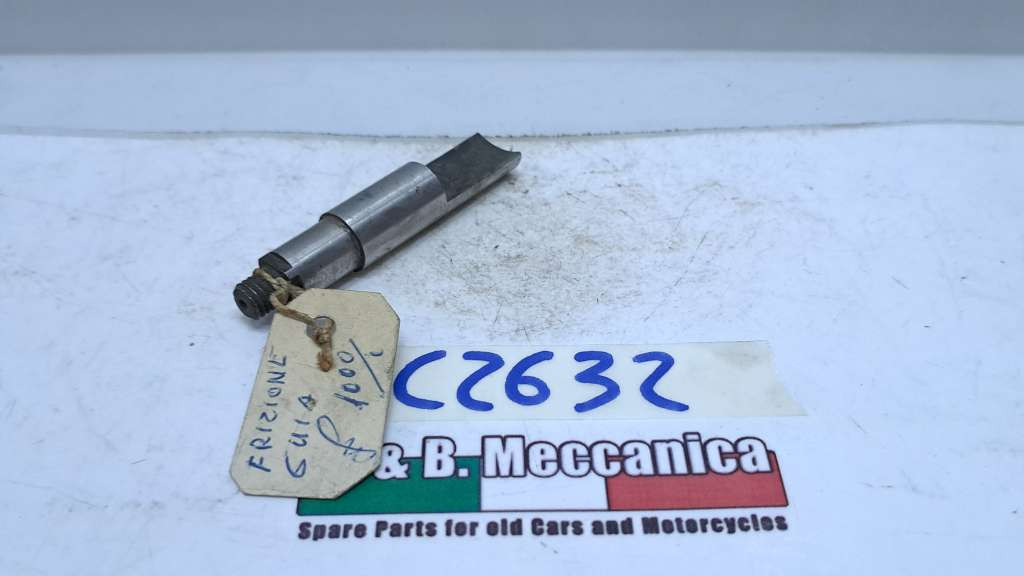 FRIZIONE
GUIA
£ 1000/
C2632
& B. Meccanica
Spare Parts for old Cars and Motorcycles